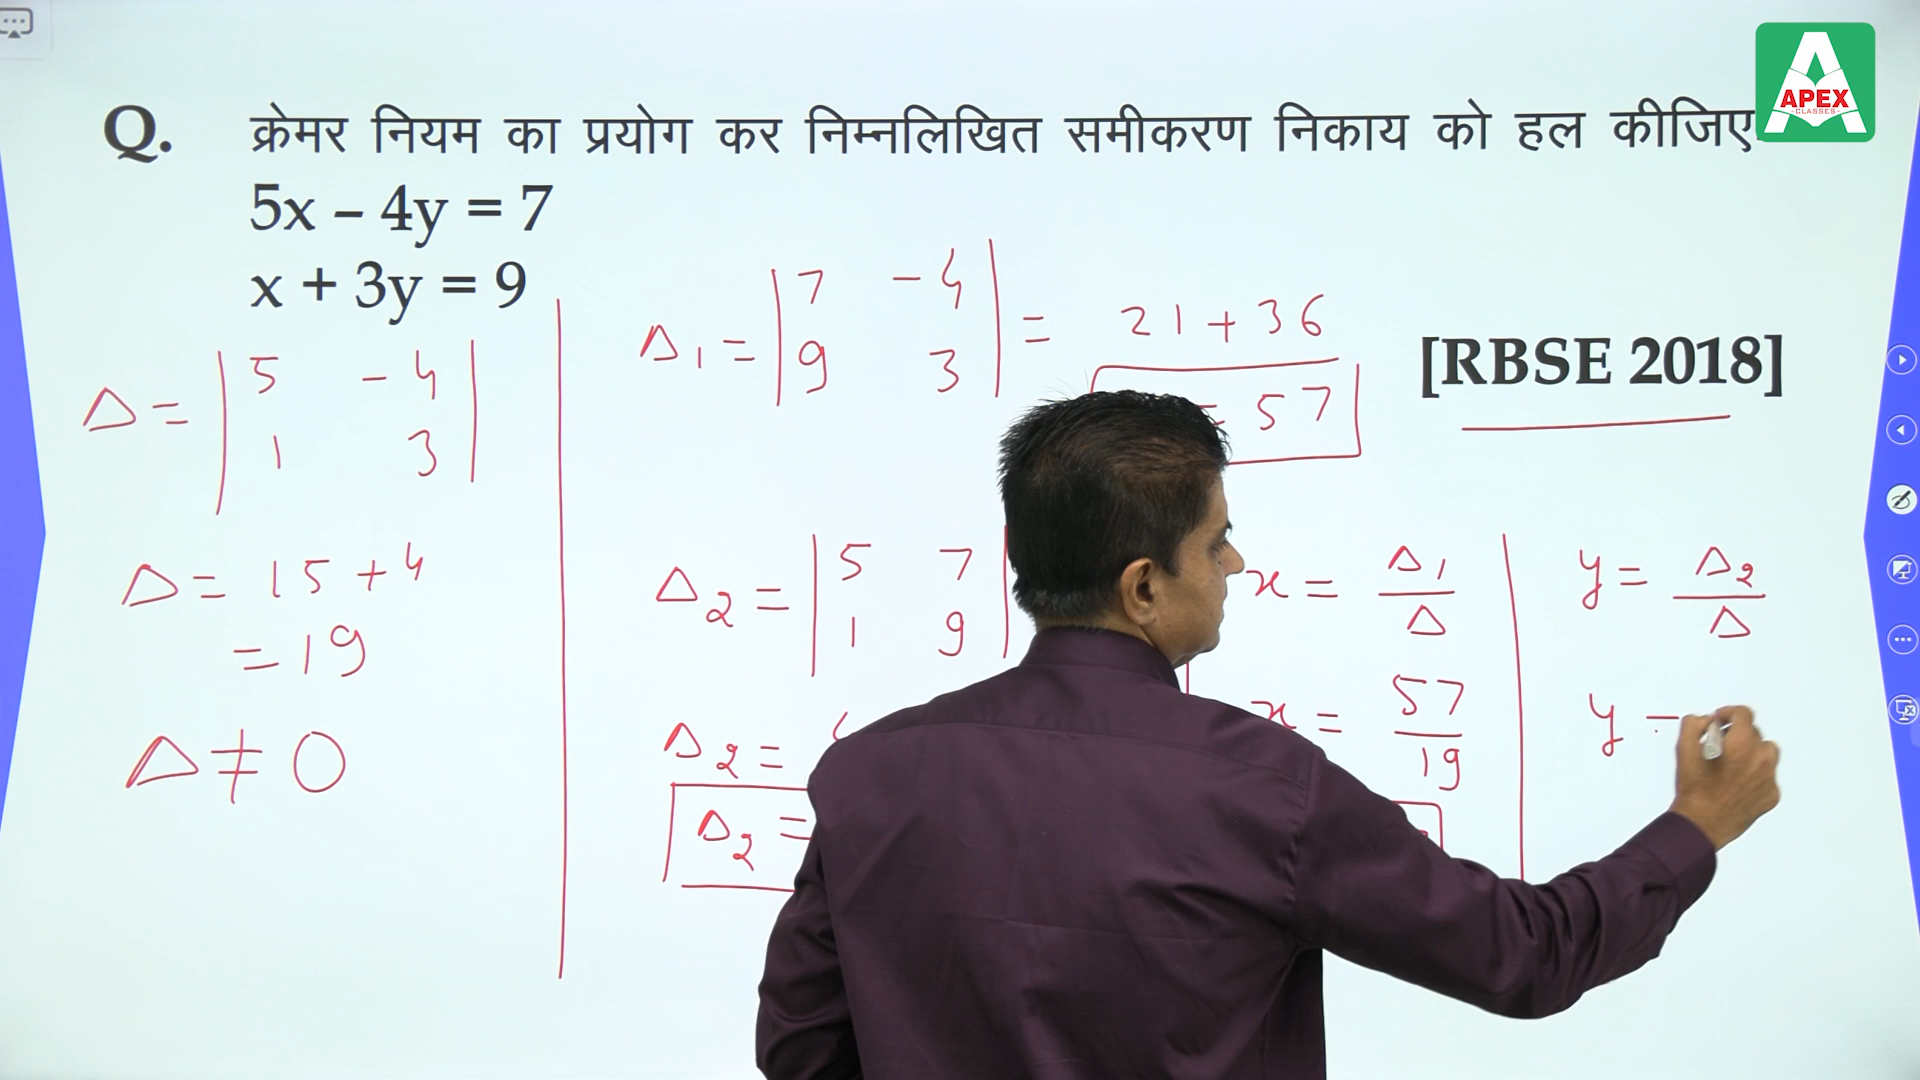 Q. क्रेमर नियम का प्रयोग कर निम्नलिखित समीकरण निकाय को हल कीजिए-
5x – 4y = 7
x + 3y = 9
[RBSE 2018]
Δ = | 5 -4 |
| 1 3 |
Δ = 15 + 4
= 19
Δ ≠ 0
Δ1 = | 7 -4 | = 21 + 36
| 9 3 |
= 57
Δ2 = | 5 7 |
| 1 9 |
Δ2 =
Δ2 =
x = Δ1
Δ
x = 57
19
y = Δ2
Δ
y
APEX
CLASSES